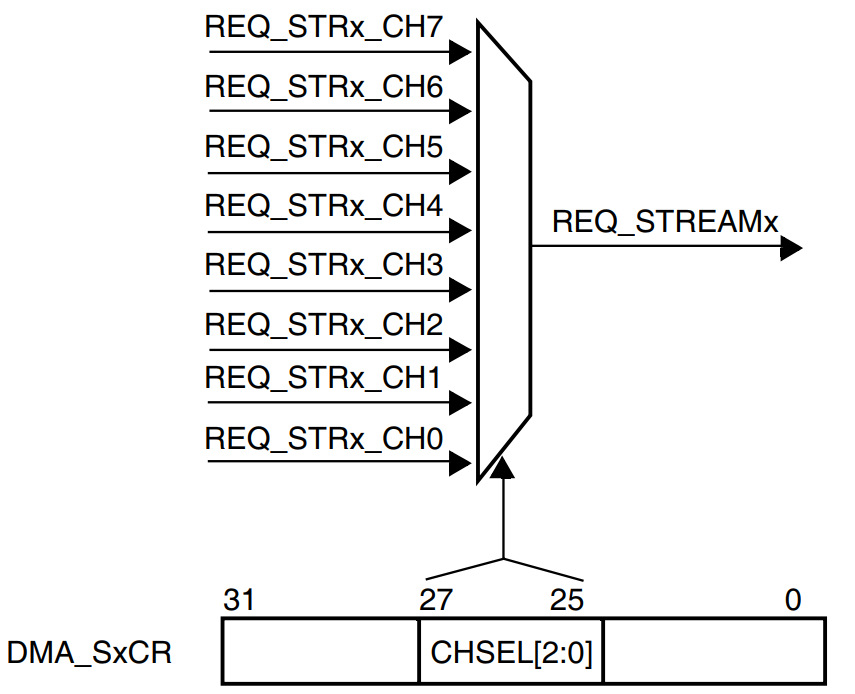 REQ_STRx_CH7
REQ_STRx_CH6
REQ_STRx_CH5
REQ_STRx_CH4
REQ_STREAMx
REQ_STRx_CH3
REQ_STRx_CH2
REQ_STRx_CH1
REQ_STRx_CH0
31 27 25 0
DMA_SxCR CHSEL[2:0]